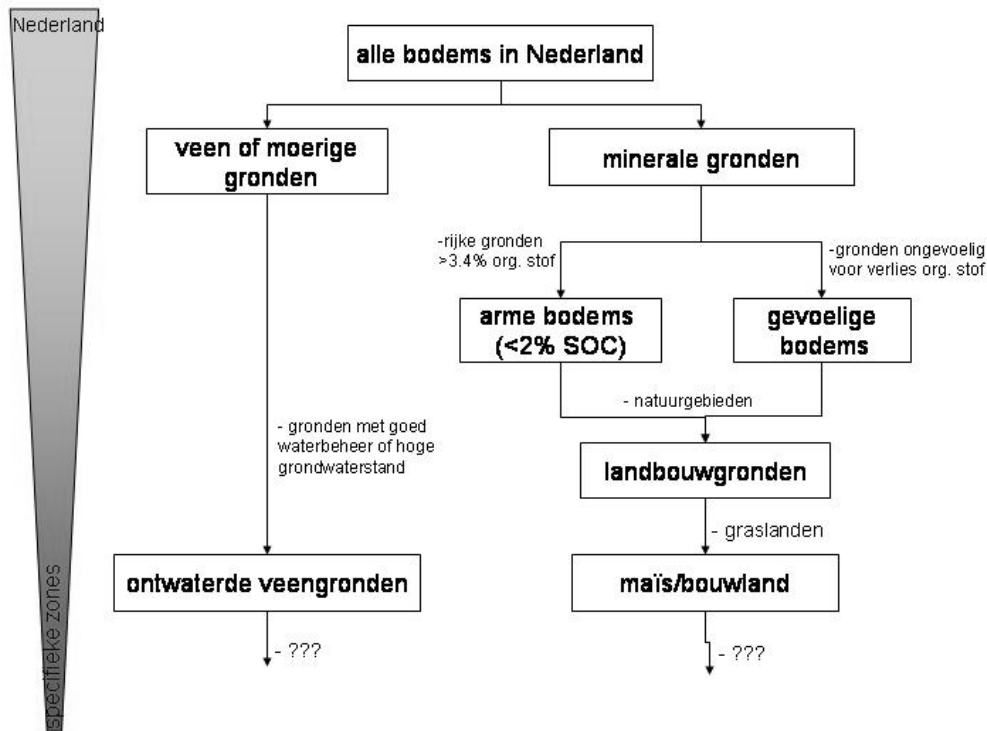 Nederland
alle bodems in Nederland
veen of moerige
gronden
minerale gronden
-rijke gronden
>3.4% org. stof
-gronden ongevoelig
voor verlies org. stof
arme bodems
(<2% SOC)
gevoelige
bodems
- natuurgebieden
- gronden met goed
waterbeheer of hoge
grondwaterstand
landbouwgronden
- graslanden
ontwaterde veengronden
maïs/bouwland
- ???
- ???
specifieke zones